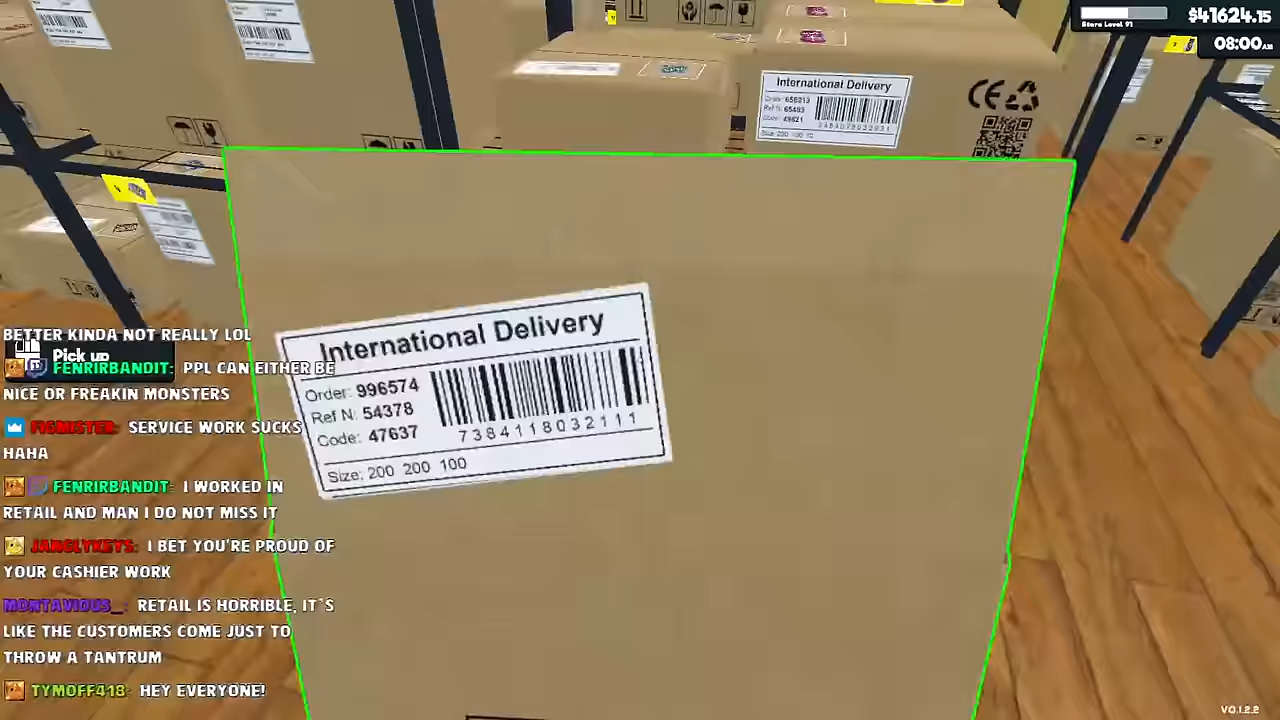 $41624.15
Store Level 91
08:00AM
International Delivery
International Delivery
Order: 996574
Ref N: 54378
Code: 47637
7384118032111
Size: 200 200 100
Pick up
BETTER KINDA NOT REALLY LOL
FENRIRBANDIT: PPL CAN EITHER BE
NICE OR FREAKIN MONSTERS
FIGMISTER: SERVICE WORK SUCKS
HAHA
FENRIRBANDIT: I WORKED IN
RETAIL AND MAN I DO NOT MISS IT
JANGLYKEYS: I BET YOU'RE PROUD OF
YOUR CASHIER WORK
MONTAVIOUS_: RETAIL IS HORRIBLE, IT`S
LIKE THE CUSTOMERS COME JUST TO
THROW A TANTRUM
TYMOFF418: HEY EVERYONE!
V0.1.2.2